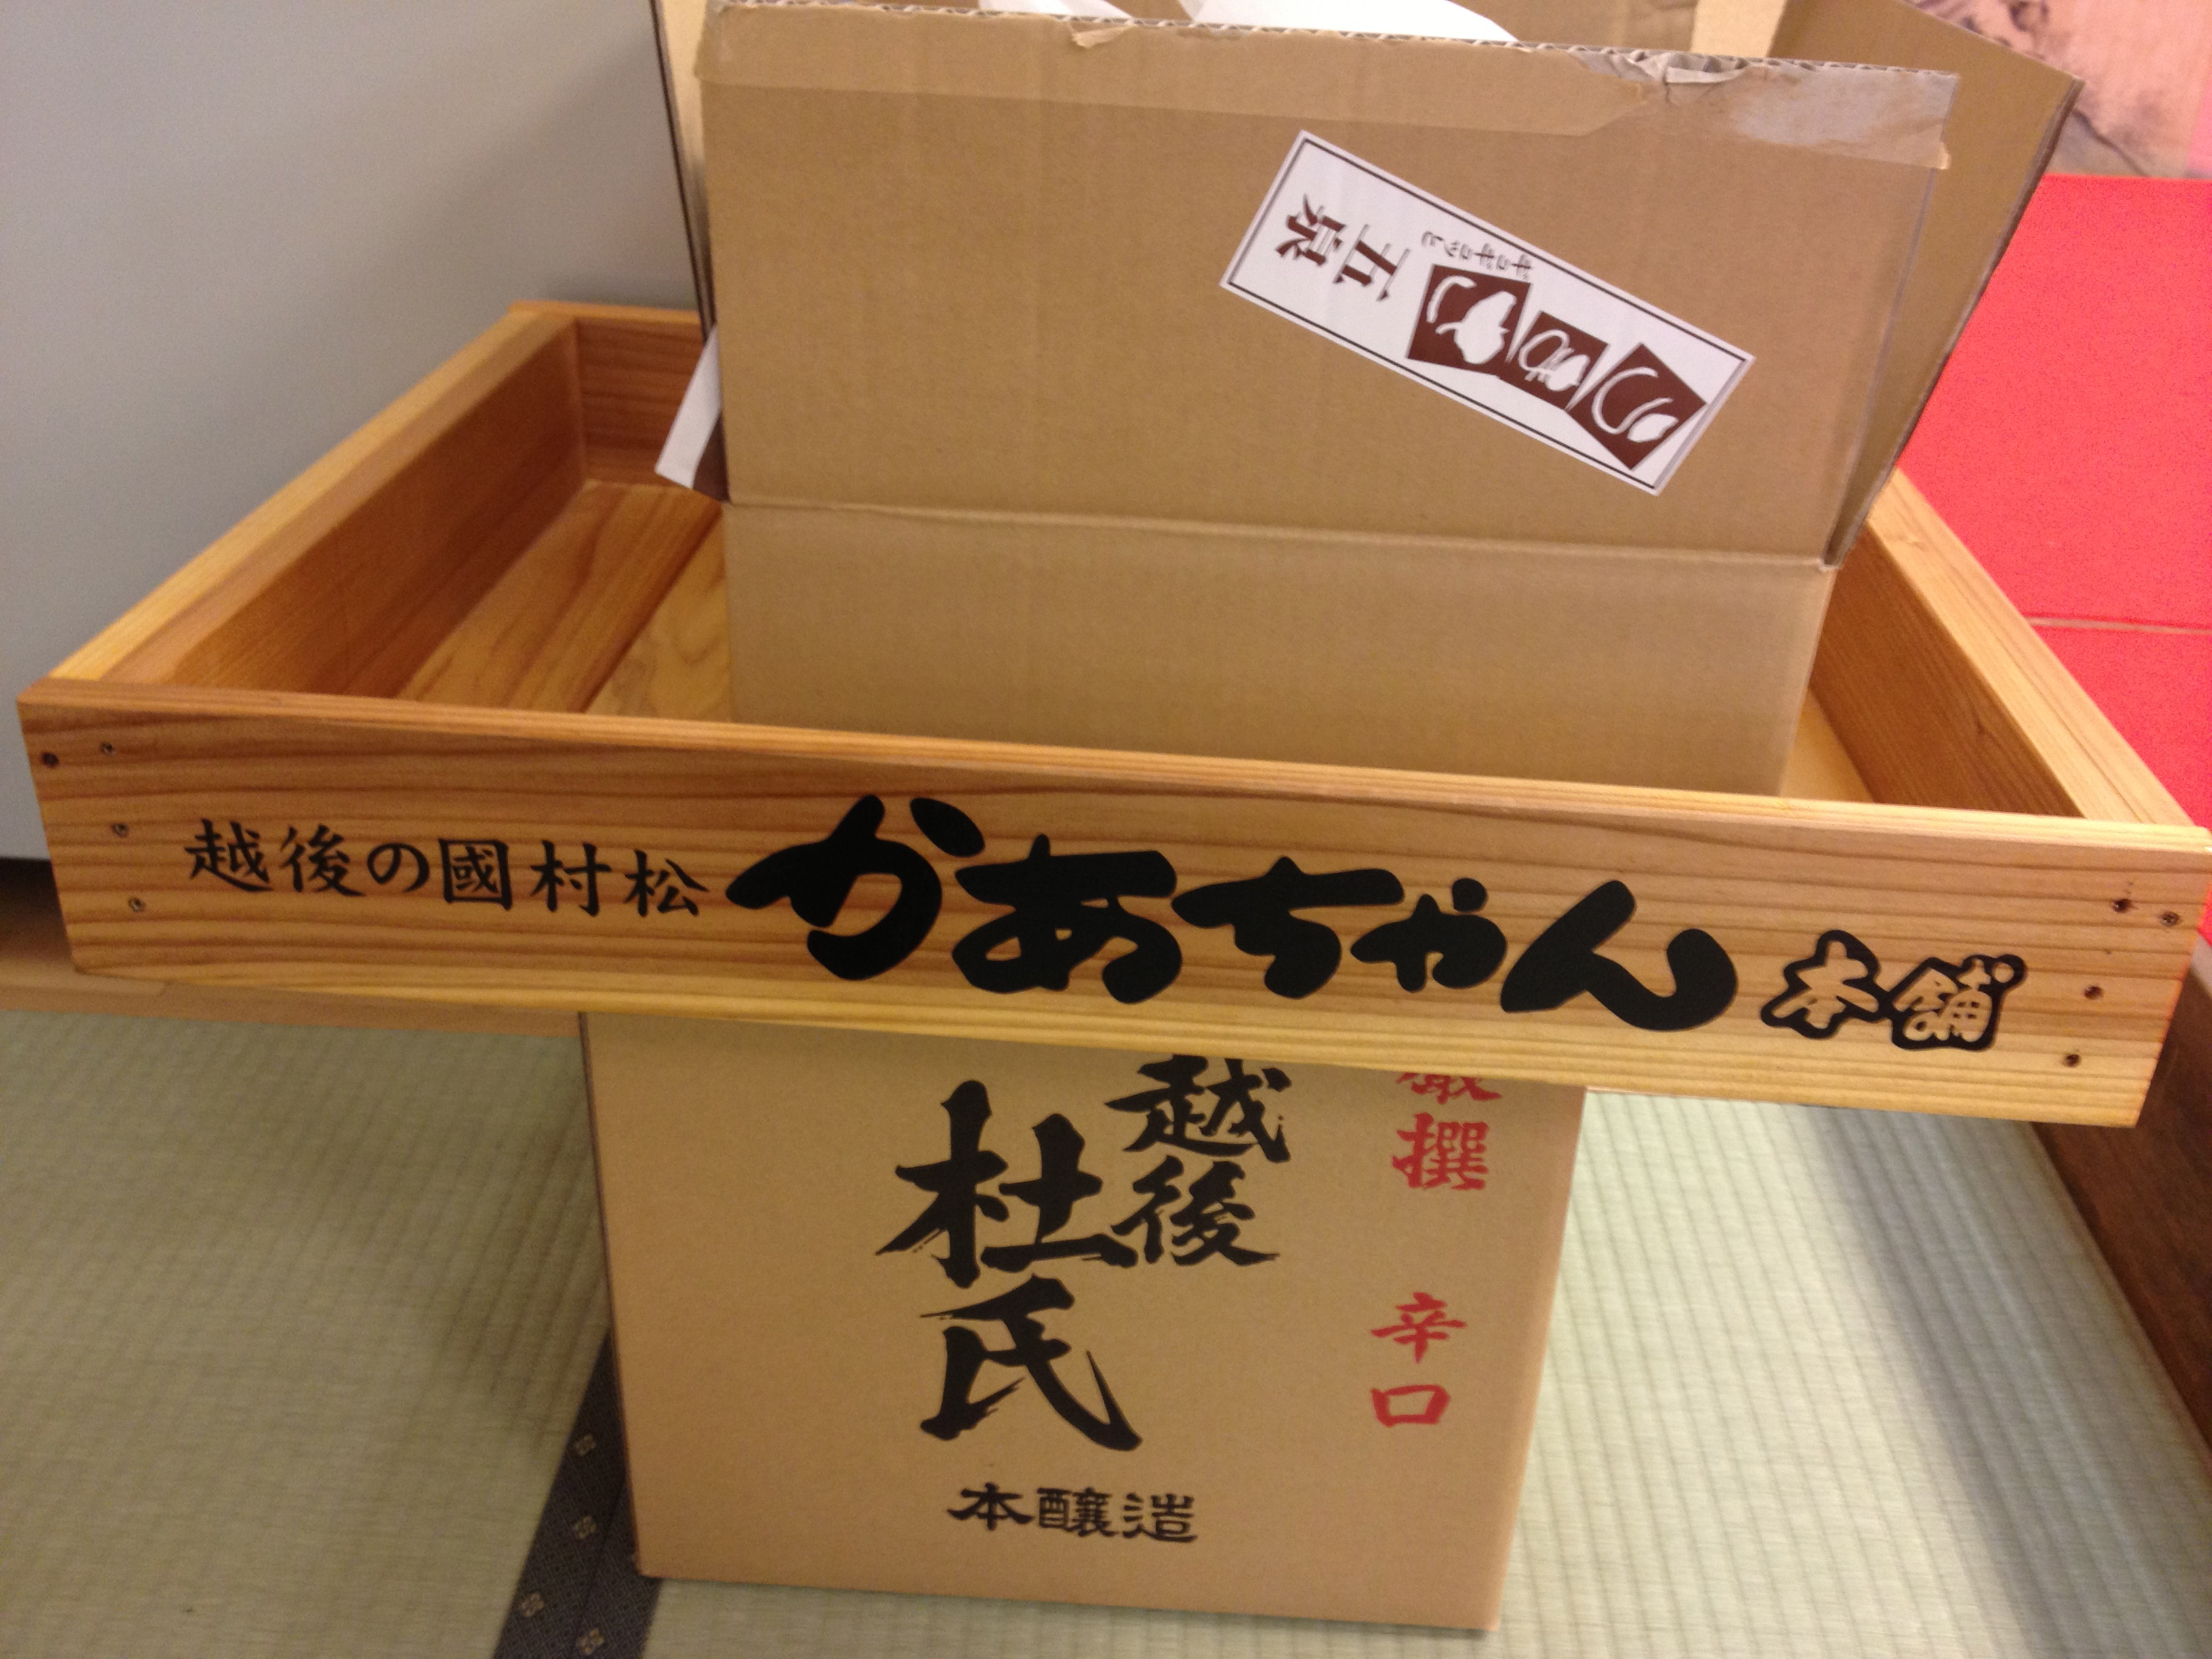 五泉
越後の國村松 かあちゃん本舗
厳撰 辛口
越後
杜氏
本醸造